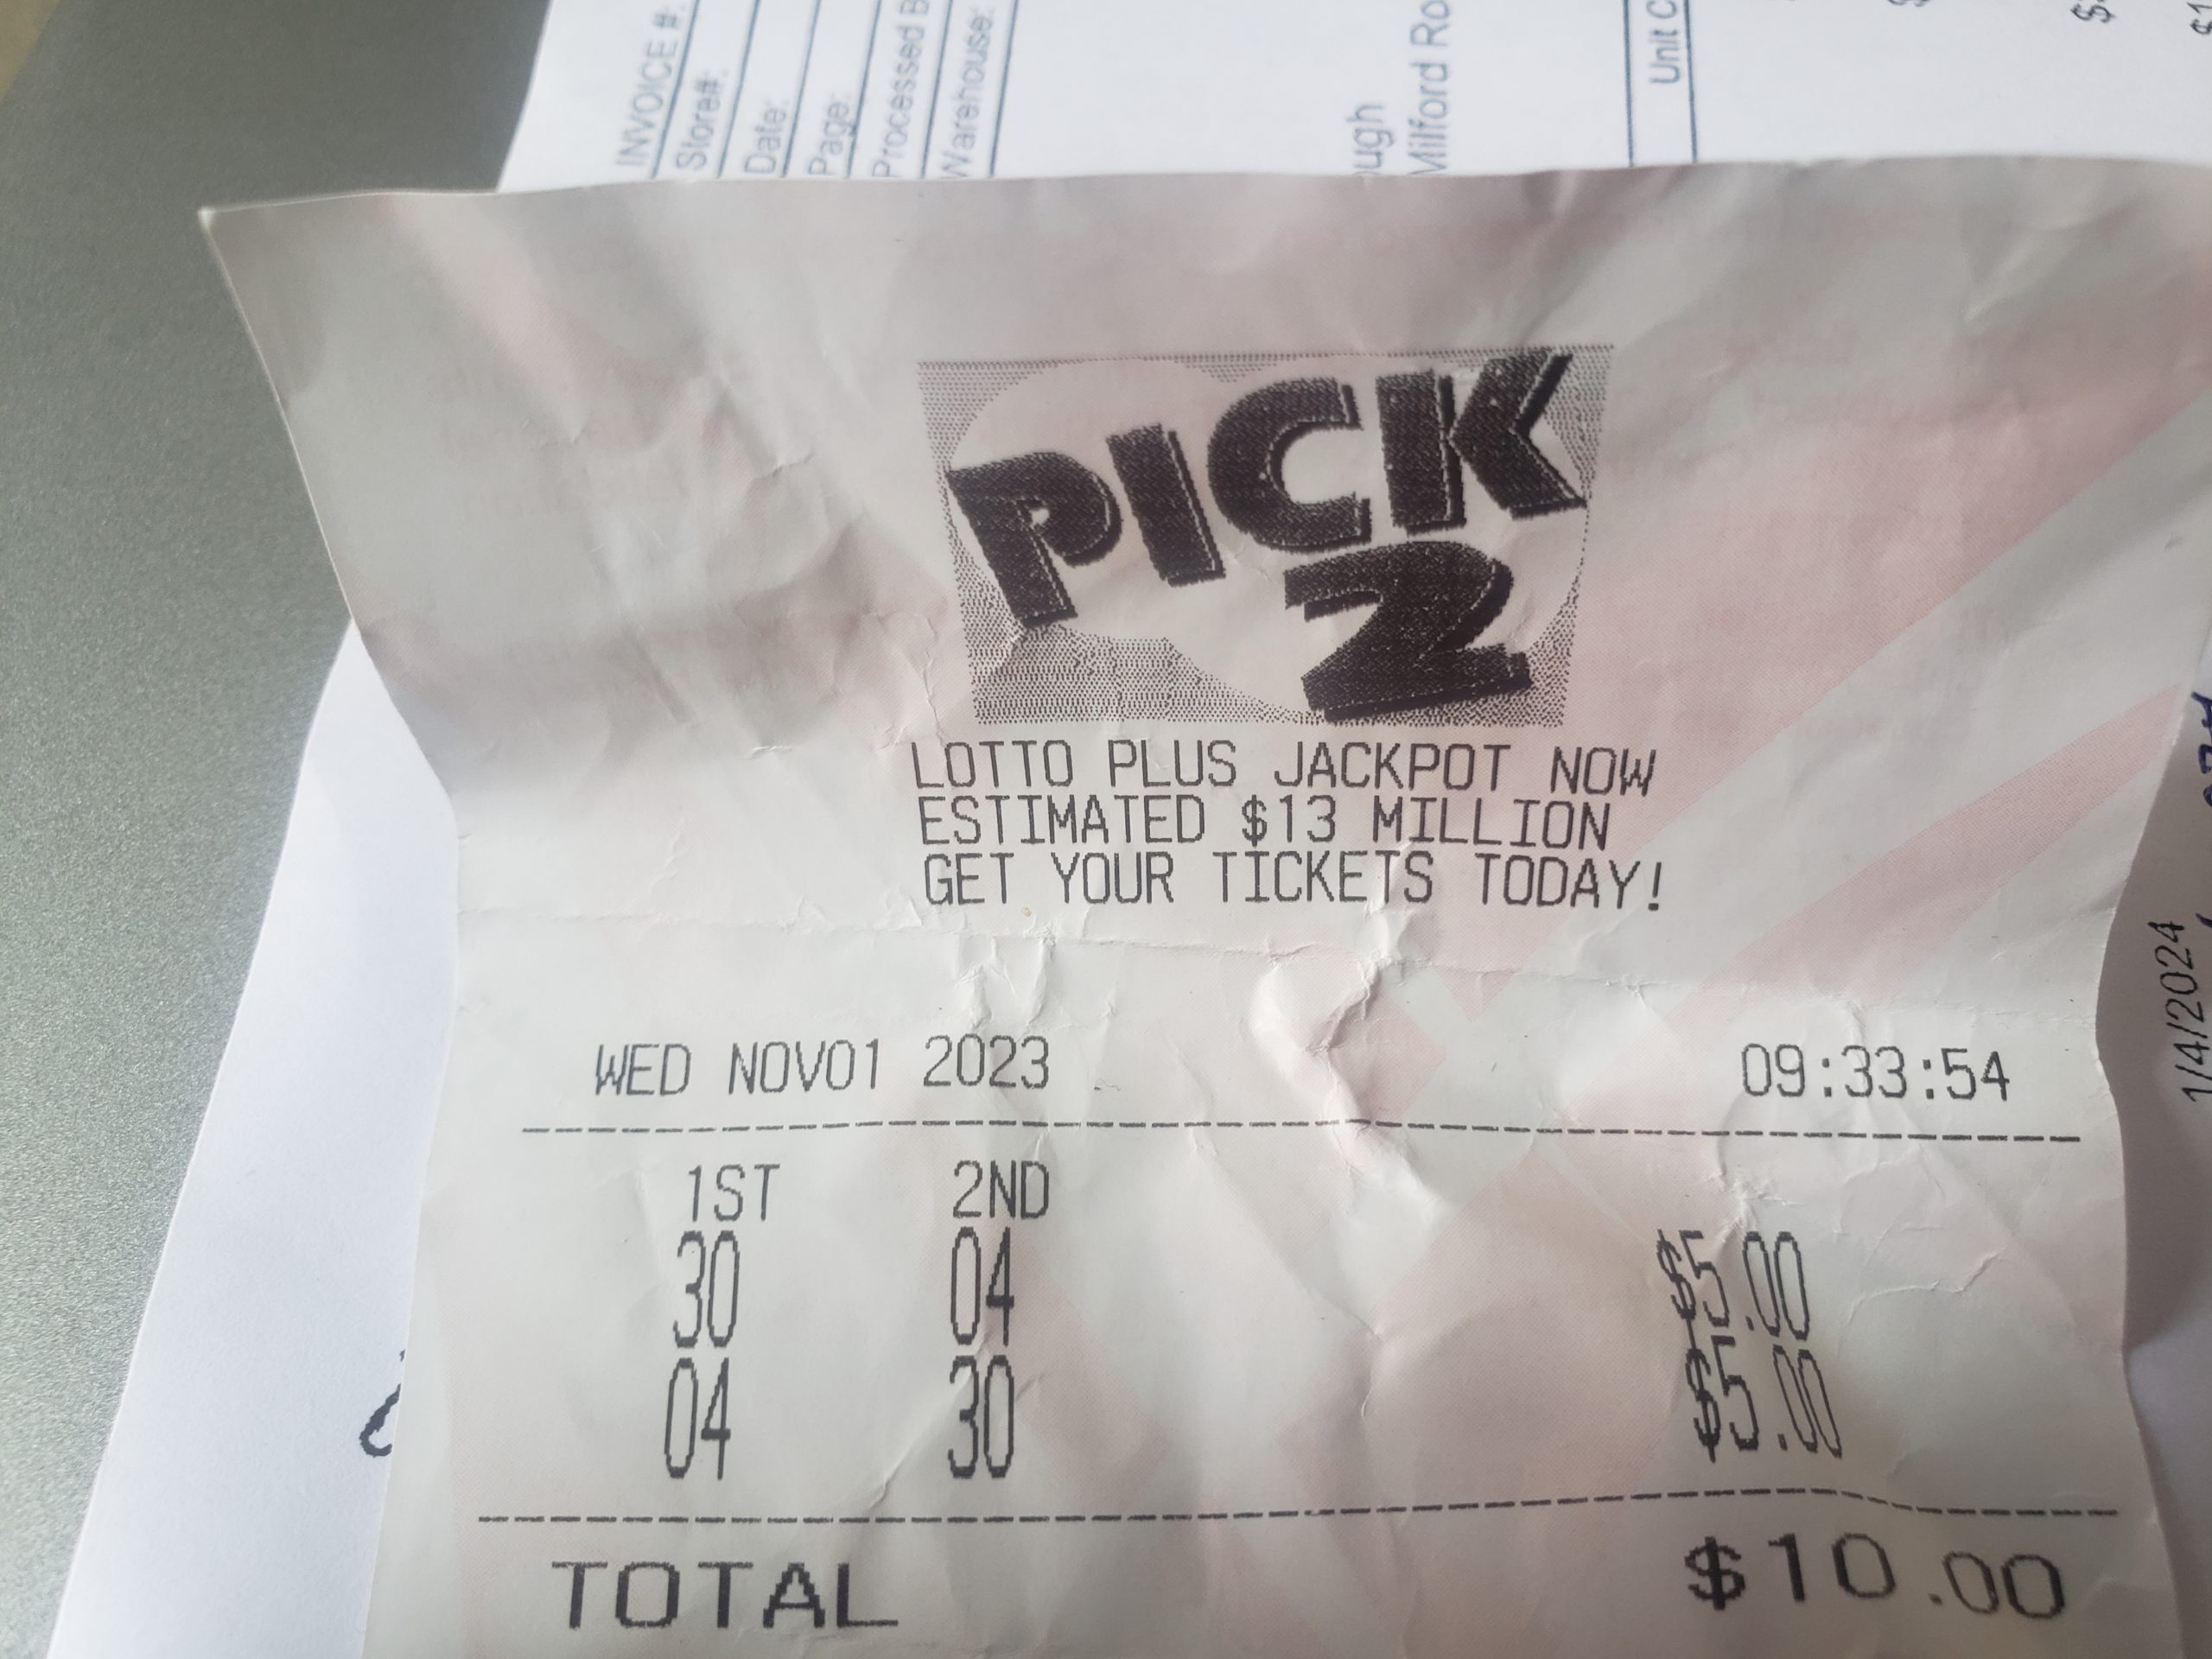 INVOICE #:
Store#:
Date:
Page:
Processed B
Warehouse:
ugh
Milford Ro
Unit C
PICK
2
LOTTO PLUS JACKPOT NOW
ESTIMATED $13 MILLION
GET YOUR TICKETS TODAY!
WED NOV01 2023 09:33:54
1ST 2ND
30 04 $5.00
04 30 $5.00
TOTAL $10.00
1/4/2024